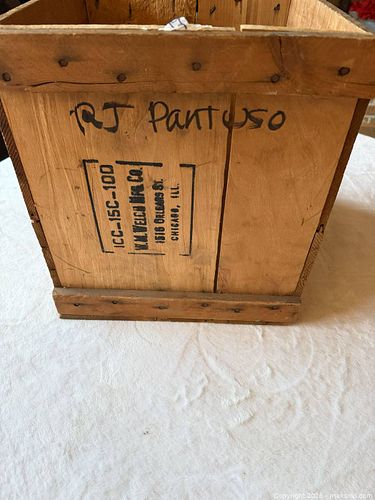 RJ Pantuso
ICC-15C-100
W.M. WELCH MFG. CO.
1515 ORLEANS ST.
CHICAGO, ILL.